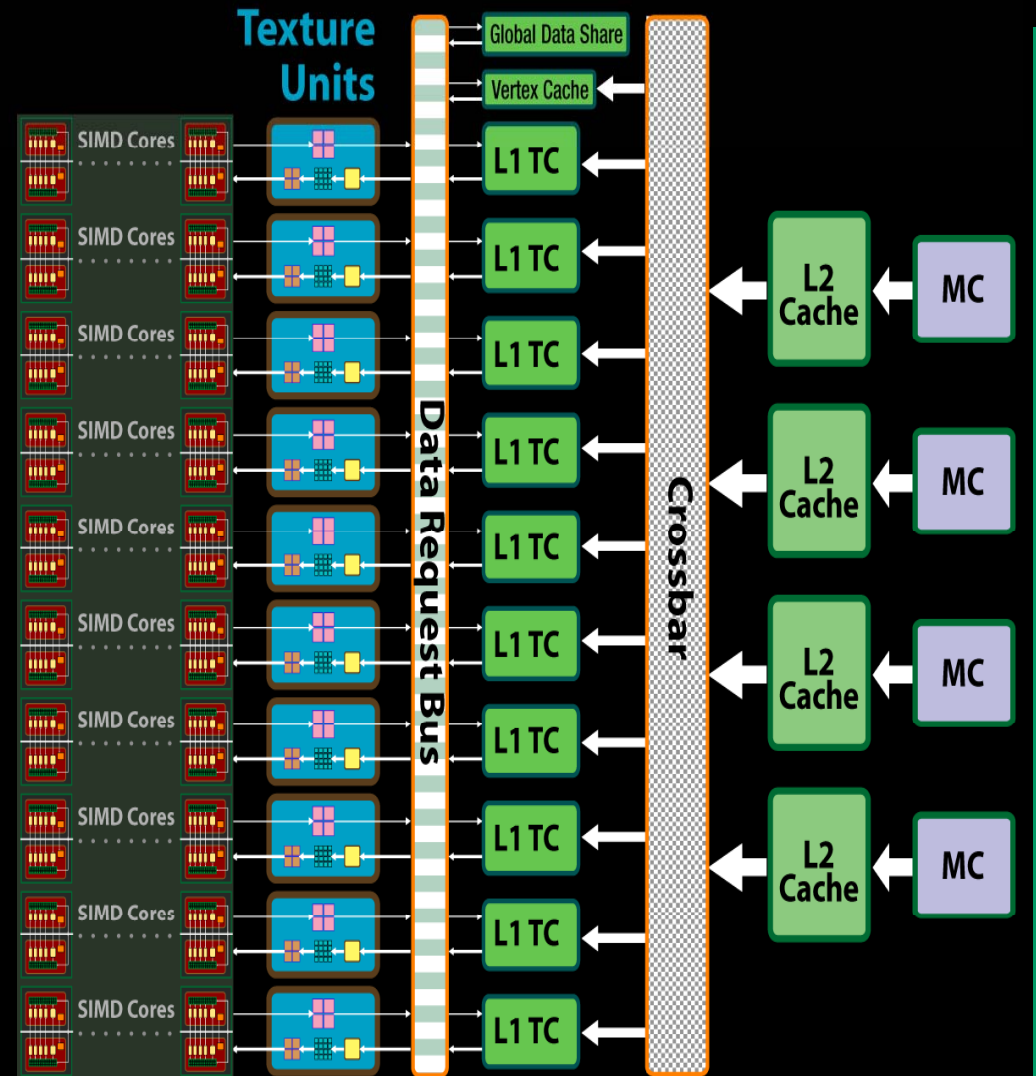 Texture
Units
Global Data Share
Vertex Cache
SIMD Cores
L1 TC
SIMD Cores
L1 TC
SIMD Cores
L1 TC
SIMD Cores
L1 TC
SIMD Cores
L1 TC
SIMD Cores
L1 TC
SIMD Cores
L1 TC
SIMD Cores
L1 TC
SIMD Cores
L1 TC
SIMD Cores
L1 TC
Data Request Bus
Crossbar
L2
Cache
MC
L2
Cache
MC
L2
Cache
MC
L2
Cache
MC